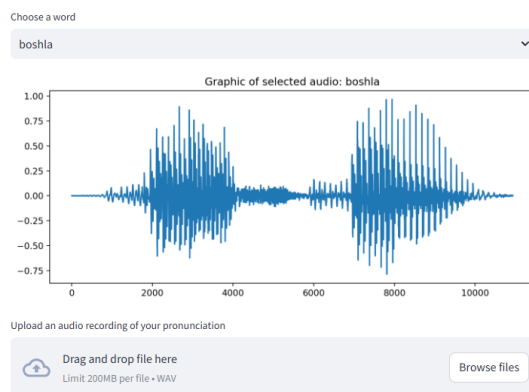 Choose a word
boshla
Graphic of selected audio: boshla
1.00
0.75
0.50
0.25
0.00
−0.25
−0.50
−0.75
0 2000 4000 6000 8000 10000
Upload an audio recording of your pronunciation
Drag and drop file here
Limit 200MB per file • WAV
Browse files